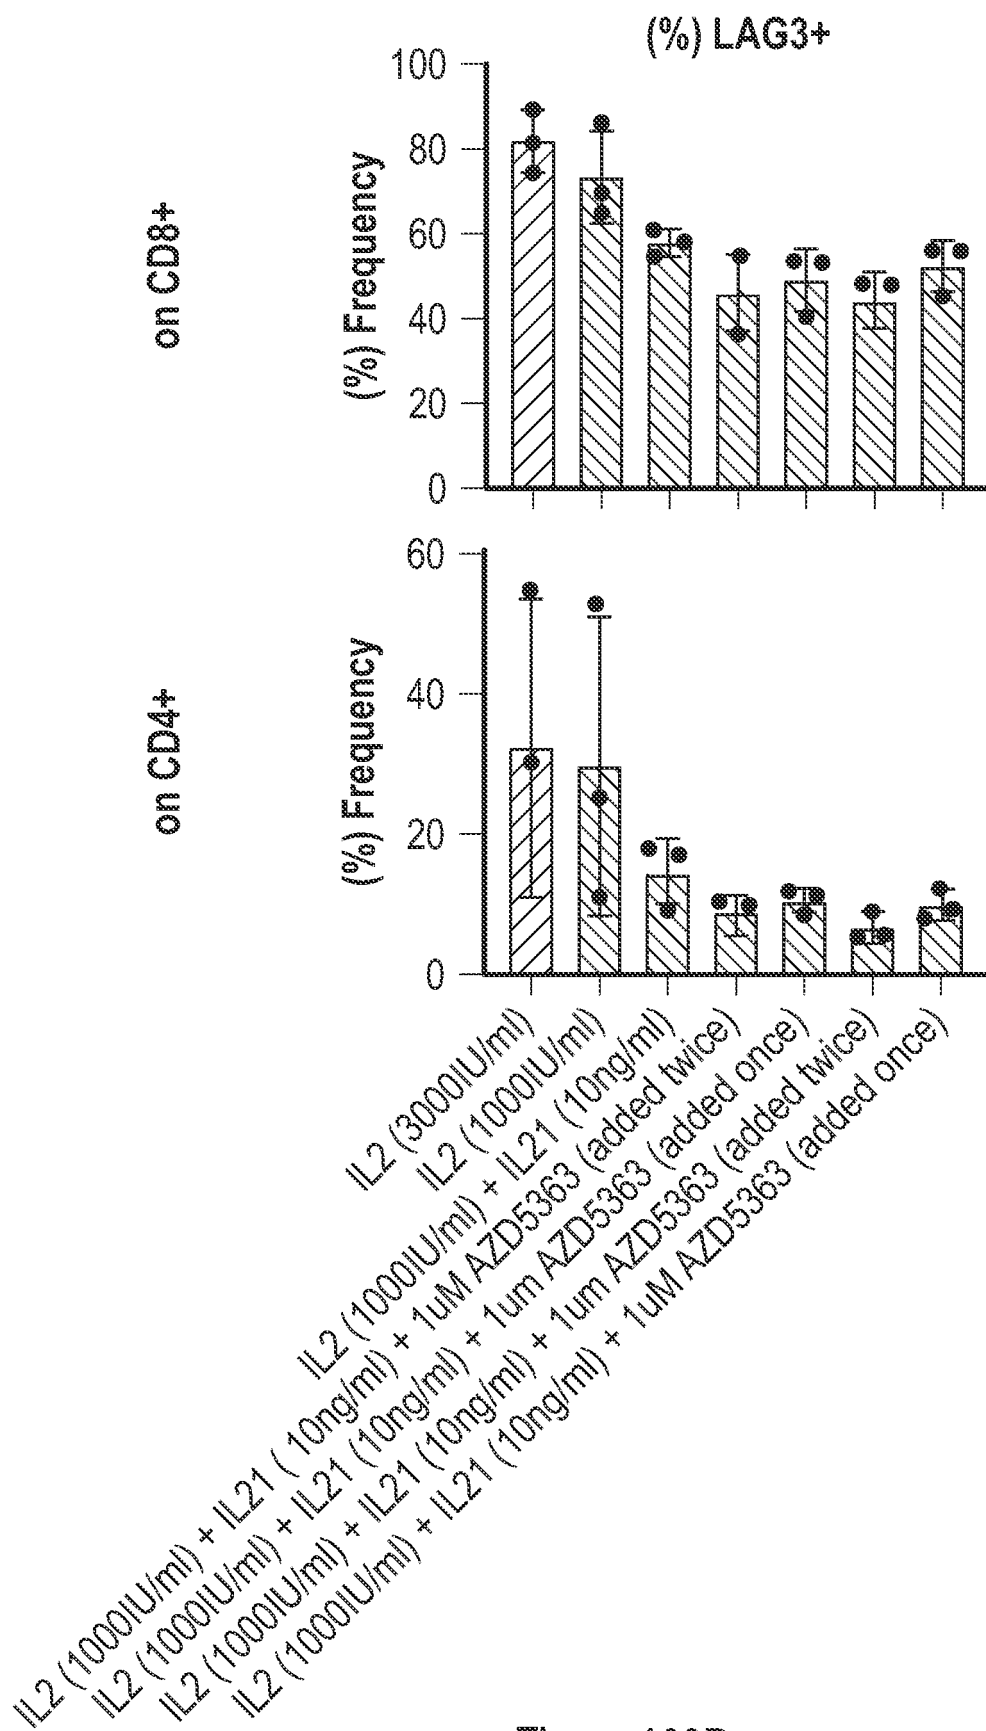 (%) LAG3+
on CD8+
(%) Frequency
100
80
60
40
20
0
on CD4+
(%) Frequency
60
40
20
0
IL2 (3000IU/ml)
IL2 (1000IU/ml)
IL2 (1000IU/ml) + IL21 (10ng/ml)
IL2 (1000IU/ml) + IL21 ( 10ng/ml) + 1uM AZD5363 (added twice)
IL2 (1000IU/ml) + IL21 (10ng/ml) + 1um AZD5363 (added once)
IL2 (1000IU/ml) + IL21 (10ng/ml) + 1um AZD5363 (added twice)
IL2 (1000IU/ml) + IL21 (10ng/ml) + 1uM AZD5363 (added once)